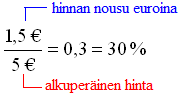 hinnan nousu euroina
1,5 € / 5 € = 0,3 = 30 %
alkuperäinen hinta